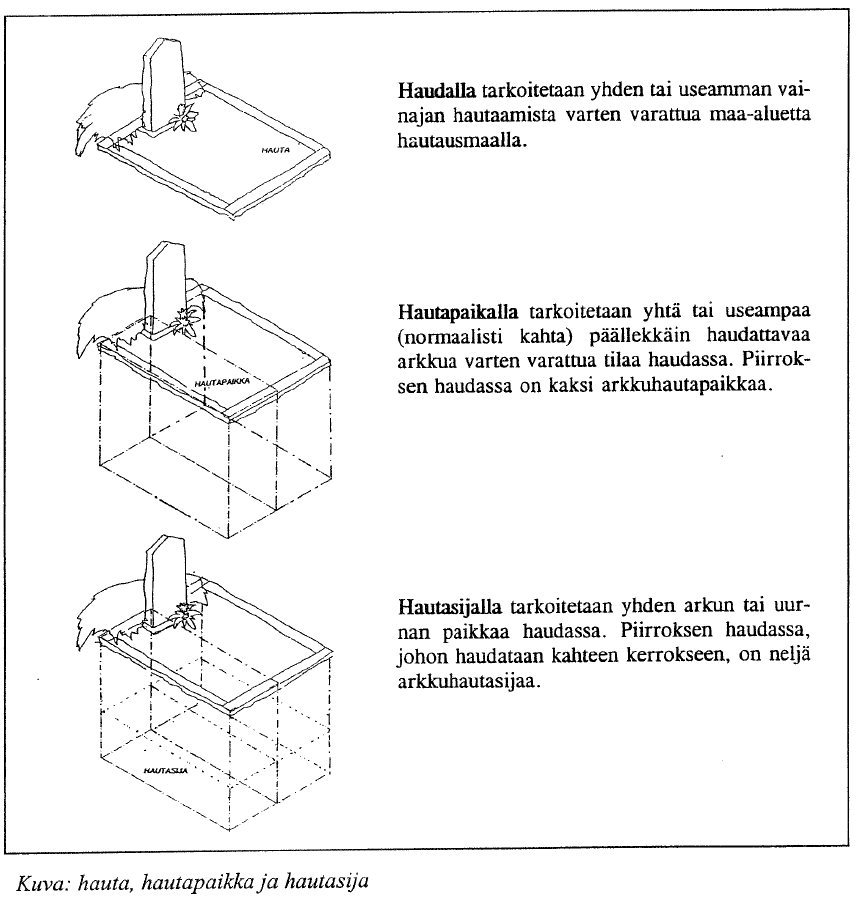 Haudalla tarkoitetaan yhden tai useamman vai-
najan hautaamista varten varattua maa-aluetta
hautausmaalla.
HAUTA
Hautapaikalla tarkoitetaan yhtä tai useampaa
(normaalisti kahta) päällekkäin haudattavaa
arkkua varten varattua tilaa haudassa. Piirrok-
sen haudassa on kaksi arkkuhautapaikkaa.
HAUTAPAIKKA
Hautasijalla tarkoitetaan yhden arkun tai uur-
nan paikkaa haudassa. Piirroksen haudassa,
johon haudataan kahteen kerrokseen, on neljä
arkkuhautasijaa.
HAUTASIJA
Kuva: hauta, hautapaikka ja hautasija